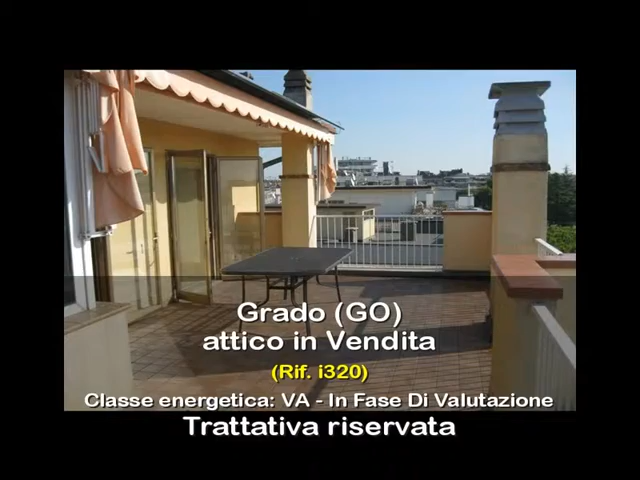 Grado (GO)
attico in Vendita
(Rif. i320)
Classe energetica: VA - In Fase Di Valutazione
Trattativa riservata